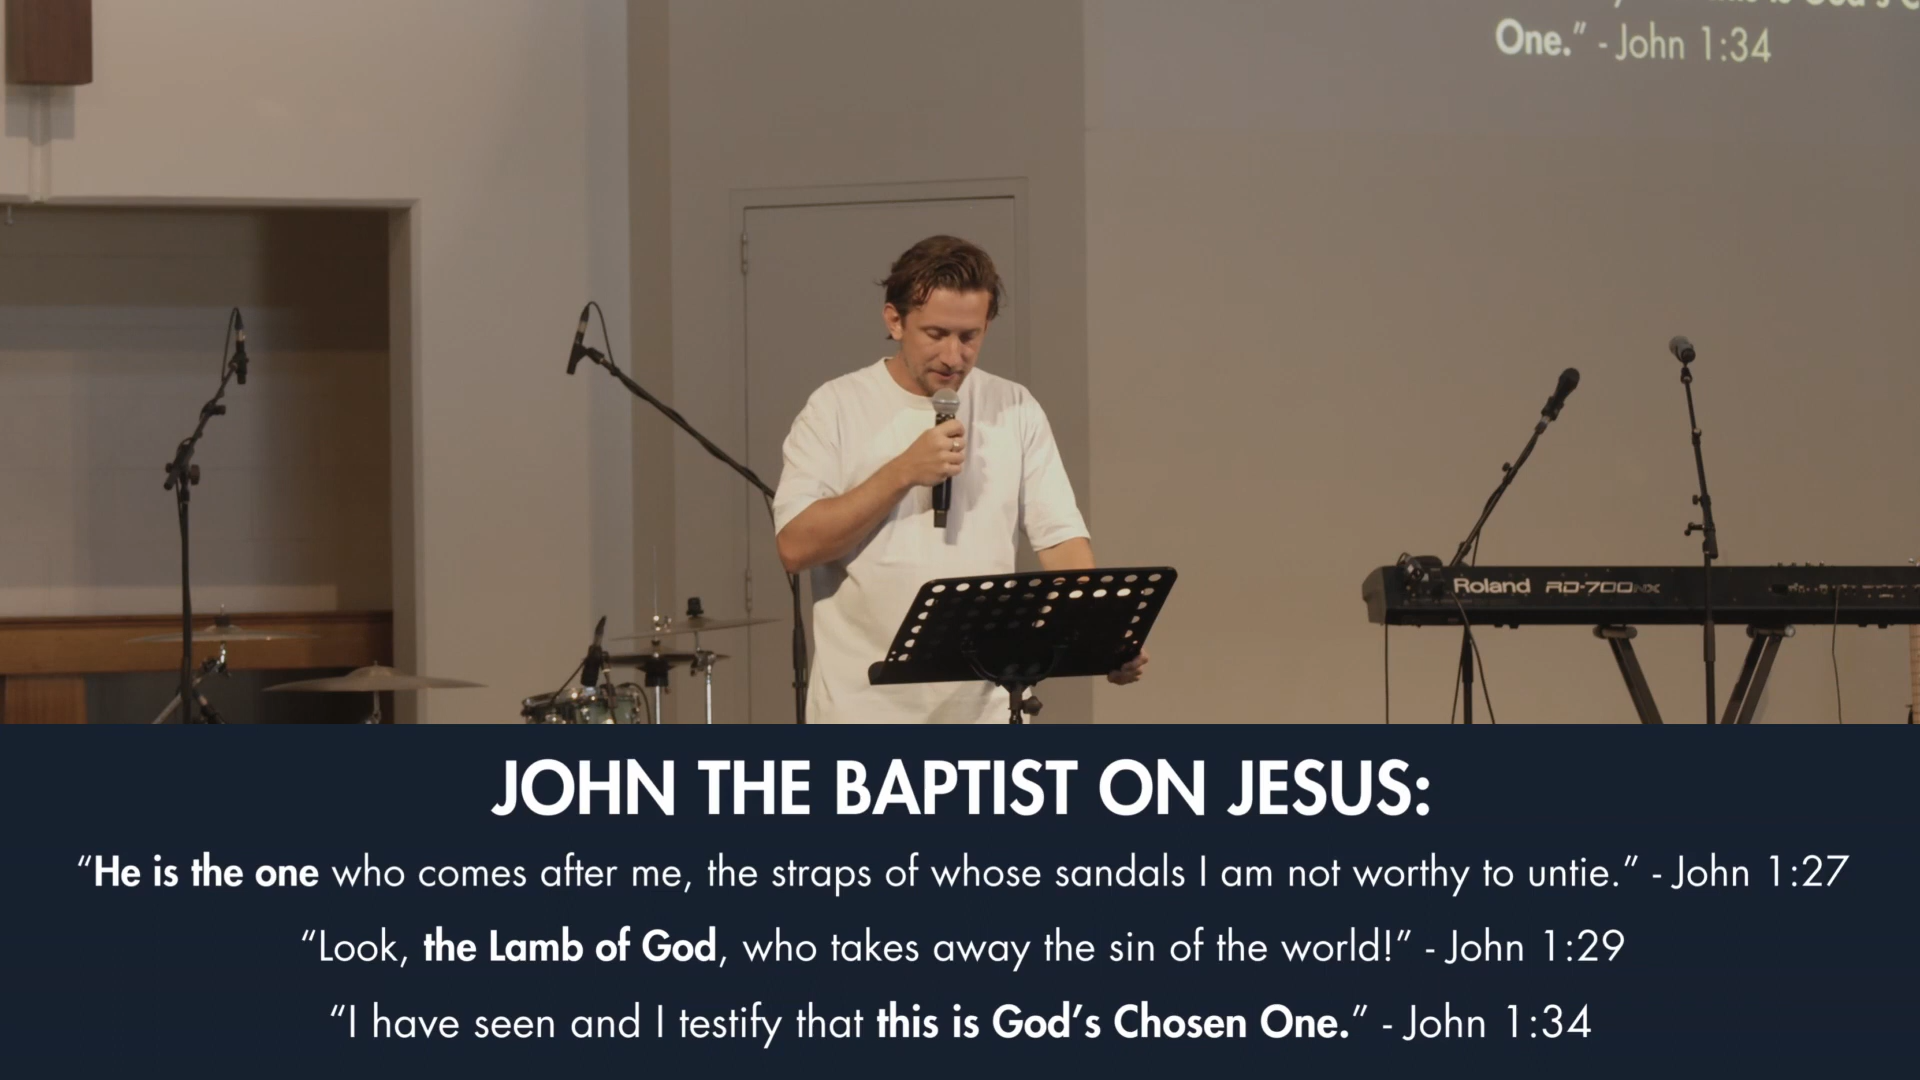 One.” - John 1:34
Roland RD-700NX
JOHN THE BAPTIST ON JESUS:
“He is the one who comes after me, the straps of whose sandals I am not worthy to untie.” - John 1:27
“Look, the Lamb of God, who takes away the sin of the world!” - John 1:29
“I have seen and I testify that this is God’s Chosen One.” - John 1:34